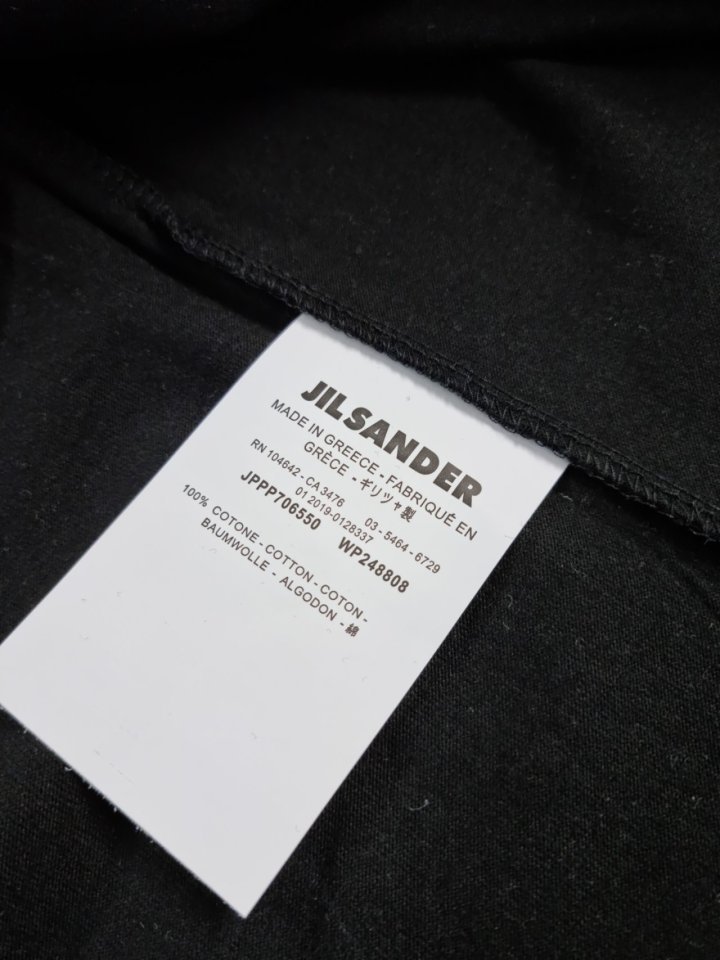 JILSANDER
MADE IN GREECE - FABRIQUÉ EN
GRÈCE - ギリツャ製
RN 104642 - CA 3476 03 - 5464 - 6729
01 2019-0128337
JPPP706550 WP248808
100% COTONE - COTTON - COTON -
BAUMWOLLE - ALGODON - 綿